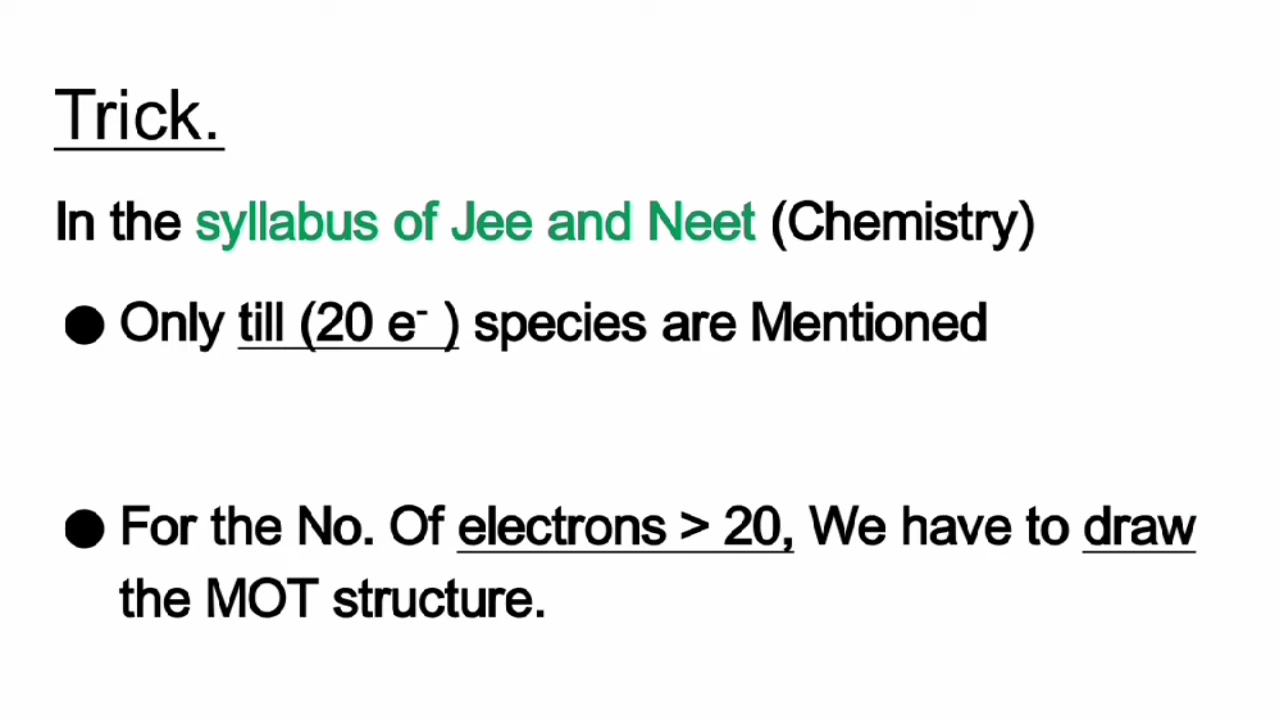 Trick.
In the syllabus of Jee and Neet (Chemistry)
● Only till (20 e⁻ ) species are Mentioned
● For the No. Of electrons > 20, We have to draw
the MOT structure.